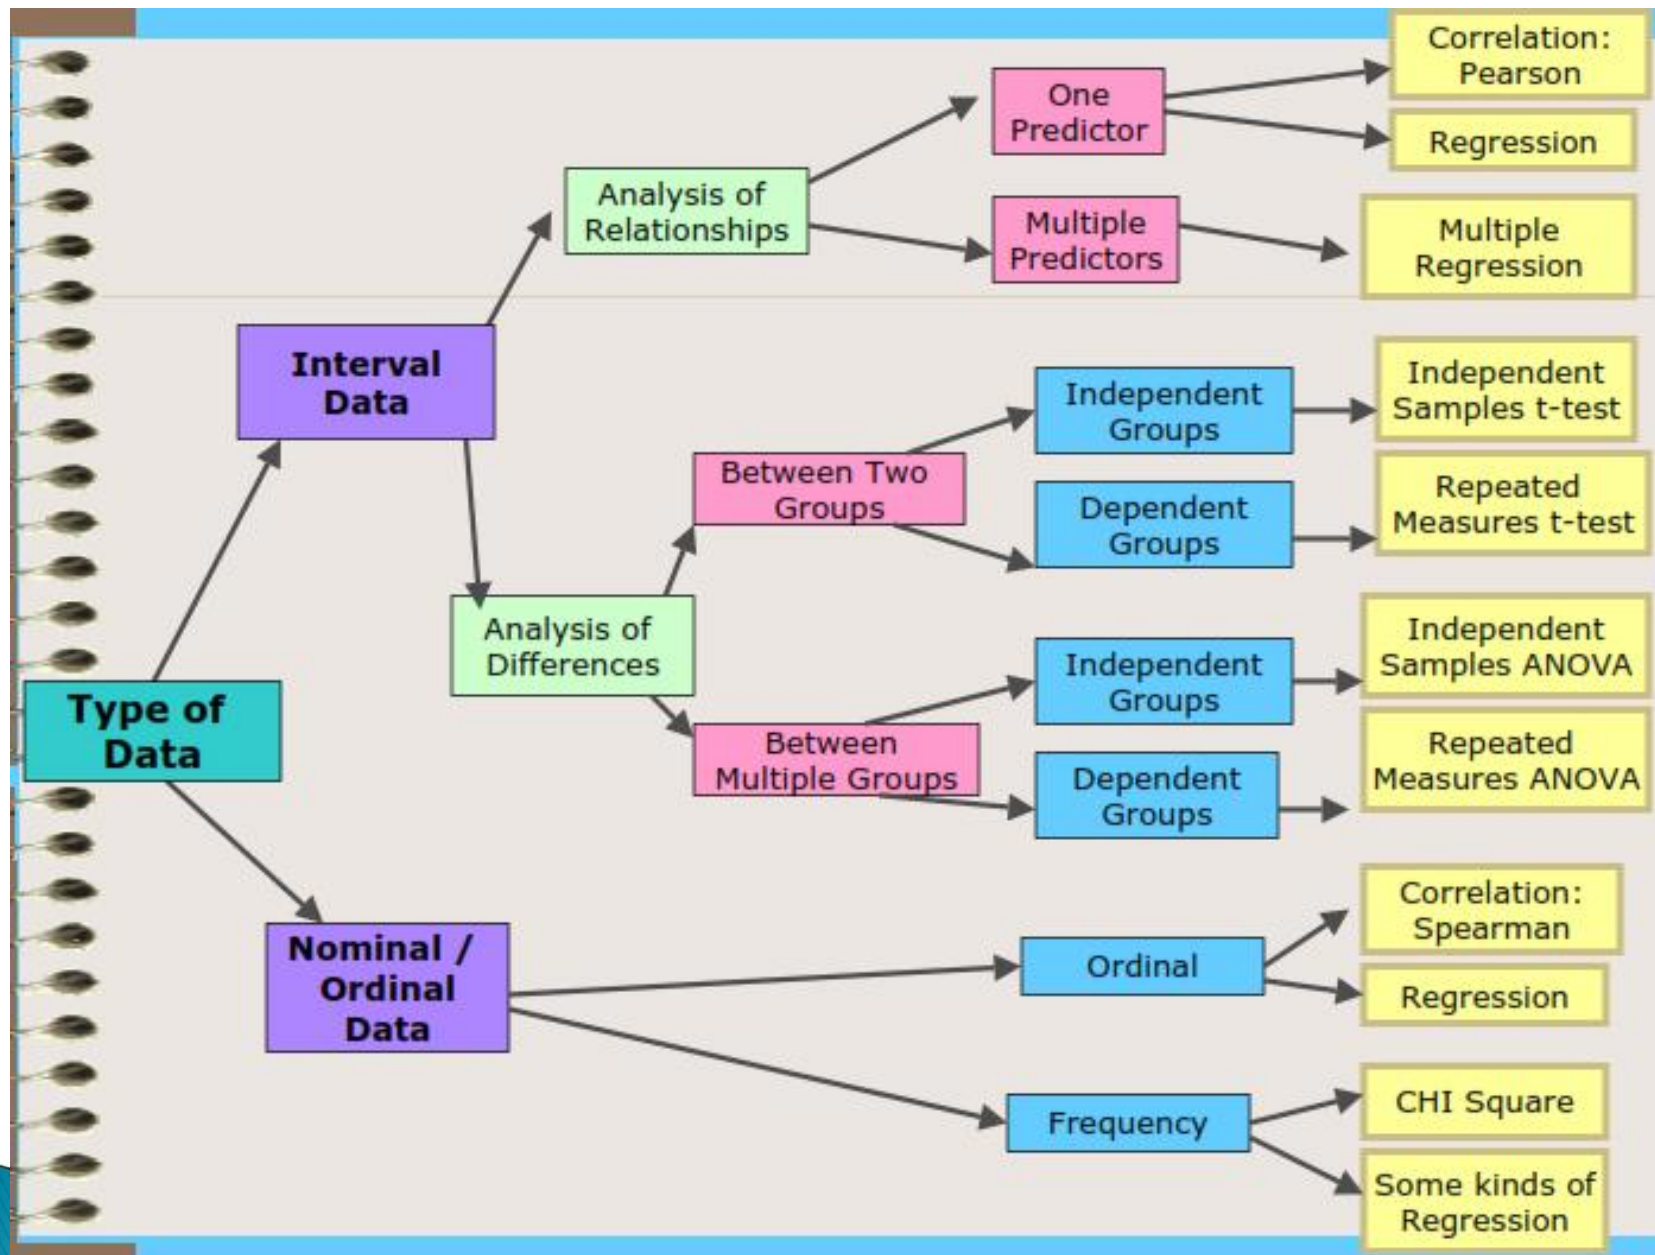 Correlation:
Pearson
One
Predictor
Regression
Analysis of
Relationships
Multiple
Predictors
Multiple
Regression
Interval
Data
Independent
Groups
Independent
Samples t-test
Between Two
Groups
Dependent
Groups
Repeated
Measures t-test
Analysis of
Differences
Independent
Groups
Independent
Samples ANOVA
Type of
Data
Between
Multiple Groups
Dependent
Groups
Repeated
Measures ANOVA
Nominal /
Ordinal
Data
Ordinal
Correlation:
Spearman
Regression
Frequency
CHI Square
Some kinds of
Regression